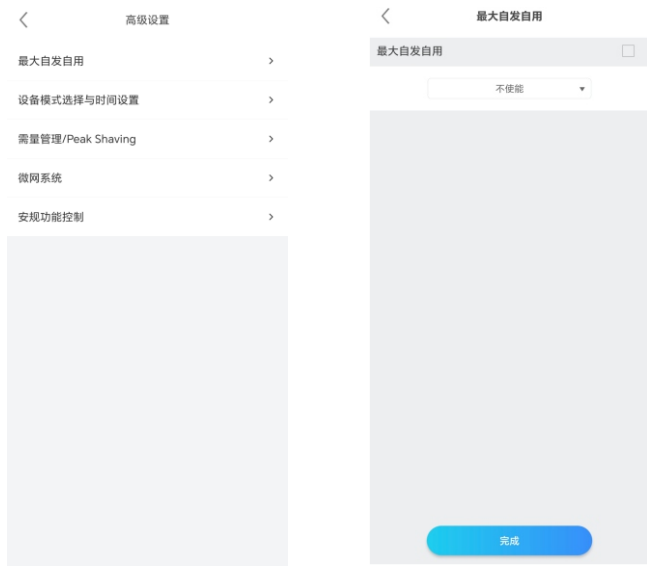 高级设置
最大自发自用
设备模式选择与时间设置
需量管理/Peak Shaving
微网系统
安规功能控制
最大自发自用
最大自发自用
不使能
完成